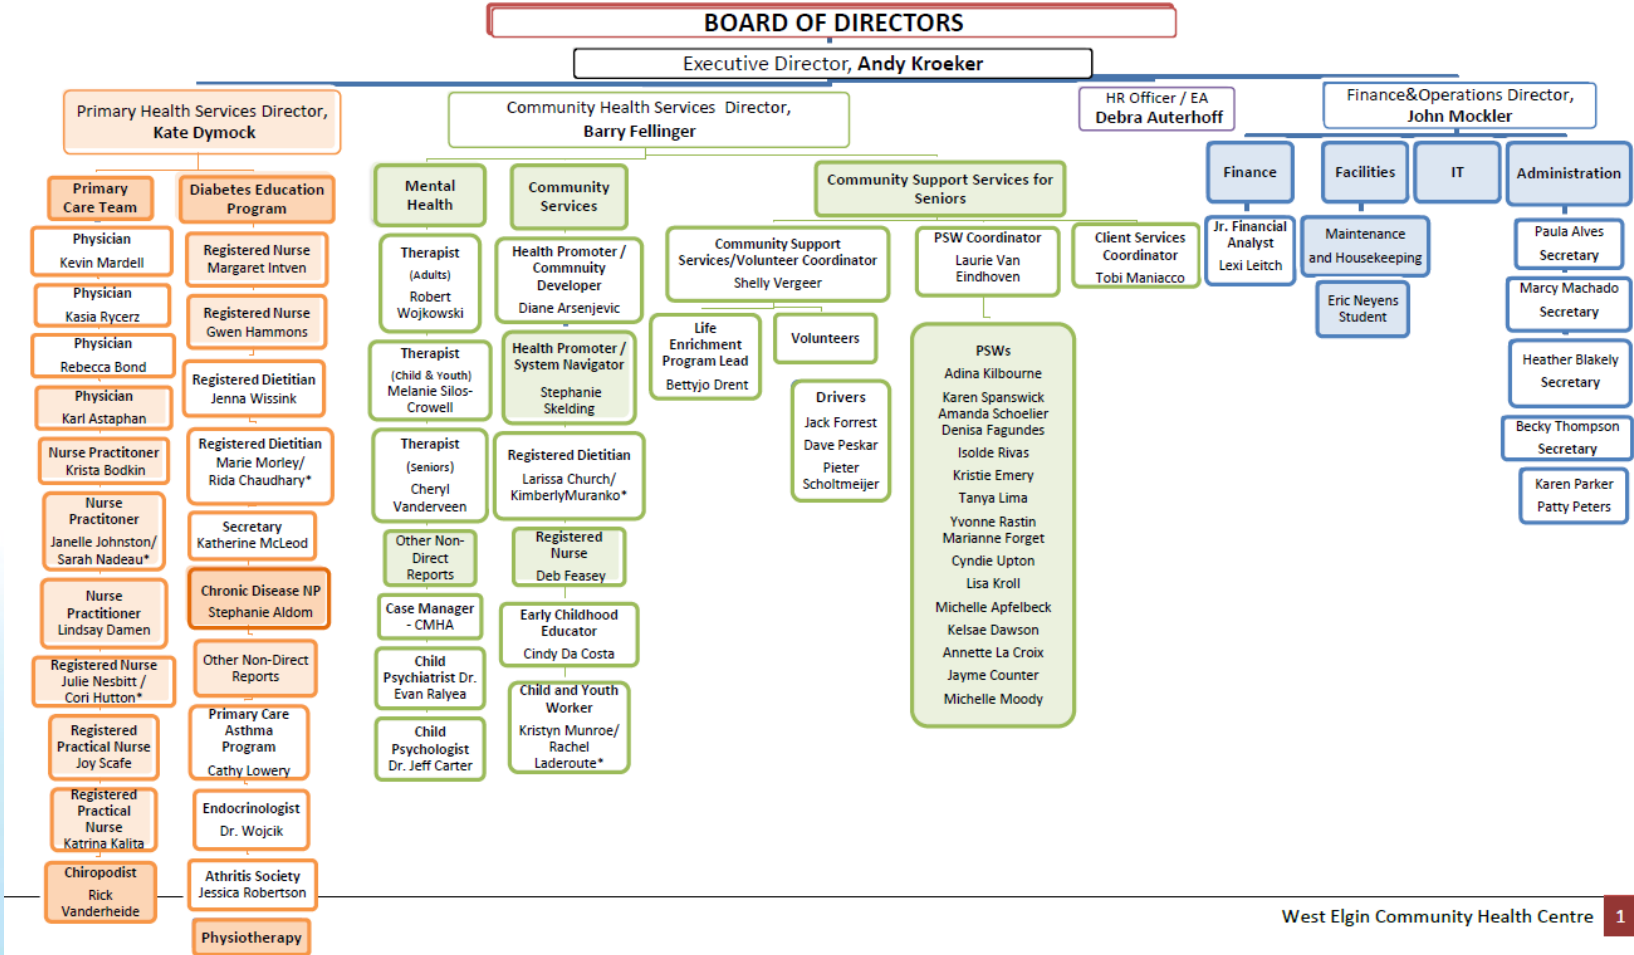 BOARD OF DIRECTORS
Executive Director, Andy Kroeker
Primary Health Services Director,
Kate Dymock
Community Health Services  Director,
Barry Fellinger
HR Officer / EA
Debra Auterhoff
Finance&Operations Director,
John Mockler
Primary
Care Team
Physician
Kevin Mardell
Physician
Kasia Rycerz
Physician
Rebecca Bond
Physician
Karl Astaphan
Nurse Practitoner
Krista Bodkin
Nurse
Practitoner
Janelle Johnston/
Sarah Nadeau*
Nurse
Practitioner
Lindsay Damen
Registered Nurse
Julie Nesbitt /
Cori Hutton*
Registered
Practical Nurse
Joy Scafe
Registered
Practical
Nurse
Katrina Kalita
Chiropodist
Rick
Vanderheide
Diabetes Education
Program
Registered Nurse
Margaret Intven
Registered Nurse
Gwen Hammons
Registered Dietitian
Jenna Wissink
Registered Dietitian
Marie Morley/
Rida Chaudhary*
Secretary
Katherine McLeod
Chronic Disease NP
Stephanie Aldom
Other Non-Direct
Reports
Primary Care
Asthma
Program
Cathy Lowery
Endocrinologist
Dr. Wojcik
Athritis Society
Jessica Robertson
Physiotherapy
Mental
Health
Therapist
(Adults)
Robert
Wojkowski
Therapist
(Child & Youth)
Melanie Silos-
Crowell
Therapist
(Seniors)
Cheryl
Vanderveen
Other Non-
Direct
Reports
Case Manager
- CMHA
Child
Psychiatrist Dr.
Evan Ralyea
Child
Psychologist
Dr. Jeff Carter
Community
Services
Health Promoter /
Commnuity
Developer
Diane Arsenjevic
Health Promoter /
System Navigator
Stephanie
Skelding
Registered Dietitian
Larissa Church/
KimberlyMuranko*
Registered
Nurse
Deb Feasey
Early Childhood
Educator
Cindy Da Costa
Child and Youth
Worker
Kristyn Munroe/
Rachel
Laderoute*
Community Support Services for
Seniors
Community Support
Services/Volunteer Coordinator
Shelly Vergeer
Life
Enrichment
Program Lead
Bettyjo Drent
Volunteers
Drivers
Jack Forrest
Dave Peskar
Pieter
Scholtmeijer
PSW Coordinator
Laurie Van
Eindhoven
PSWs
Adina Kilbourne
Karen Spanswick
Amanda Schoelier
Denisa Fagundes
Isolde Rivas
Kristie Emery
Tanya Lima
Yvonne Rastin
Marianne Forget
Cyndie Upton
Lisa Kroll
Michelle Apfelbeck
Kelsae Dawson
Annette La Croix
Jayme Counter
Michelle Moody
Client Services
Coordinator
Tobi Maniacco
Finance
Jr. Financial
Analyst
Lexi Leitch
Facilities
Maintenance
and Housekeeping
Eric Neyens
Student
IT
Administration
Paula Alves
Secretary
Marcy Machado
Secretary
Heather Blakely
Secretary
Becky Thompson
Secretary
Karen Parker
Patty Peters
West Elgin Community Health Centre
1